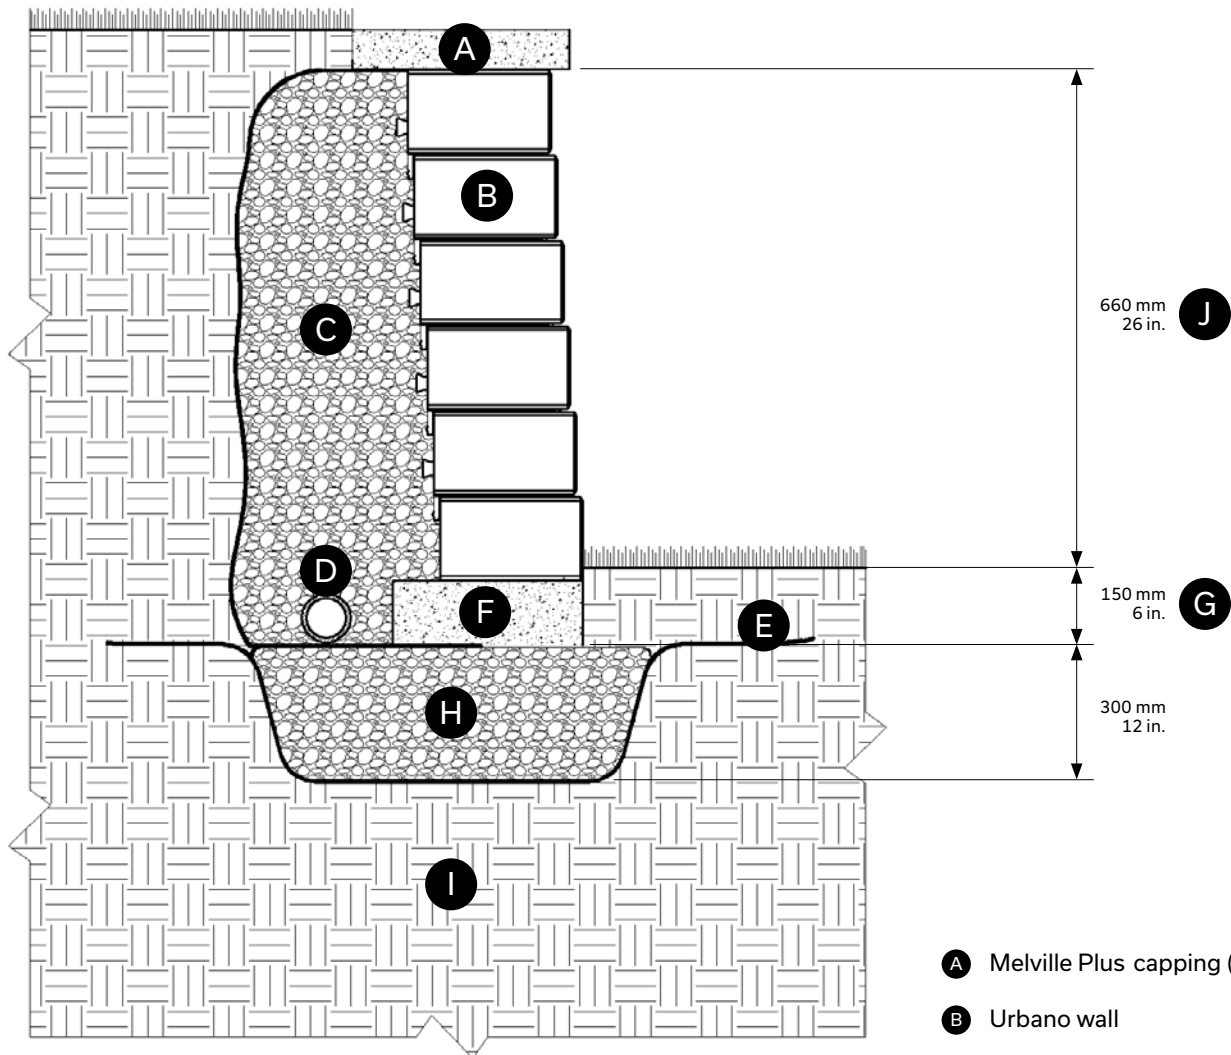 A
B
C
660 mm
26 in.
J
D
F
E
150 mm
6 in.
G
H
300 mm
12 in.
I
A Melville Plus capping (
B Urbano wall